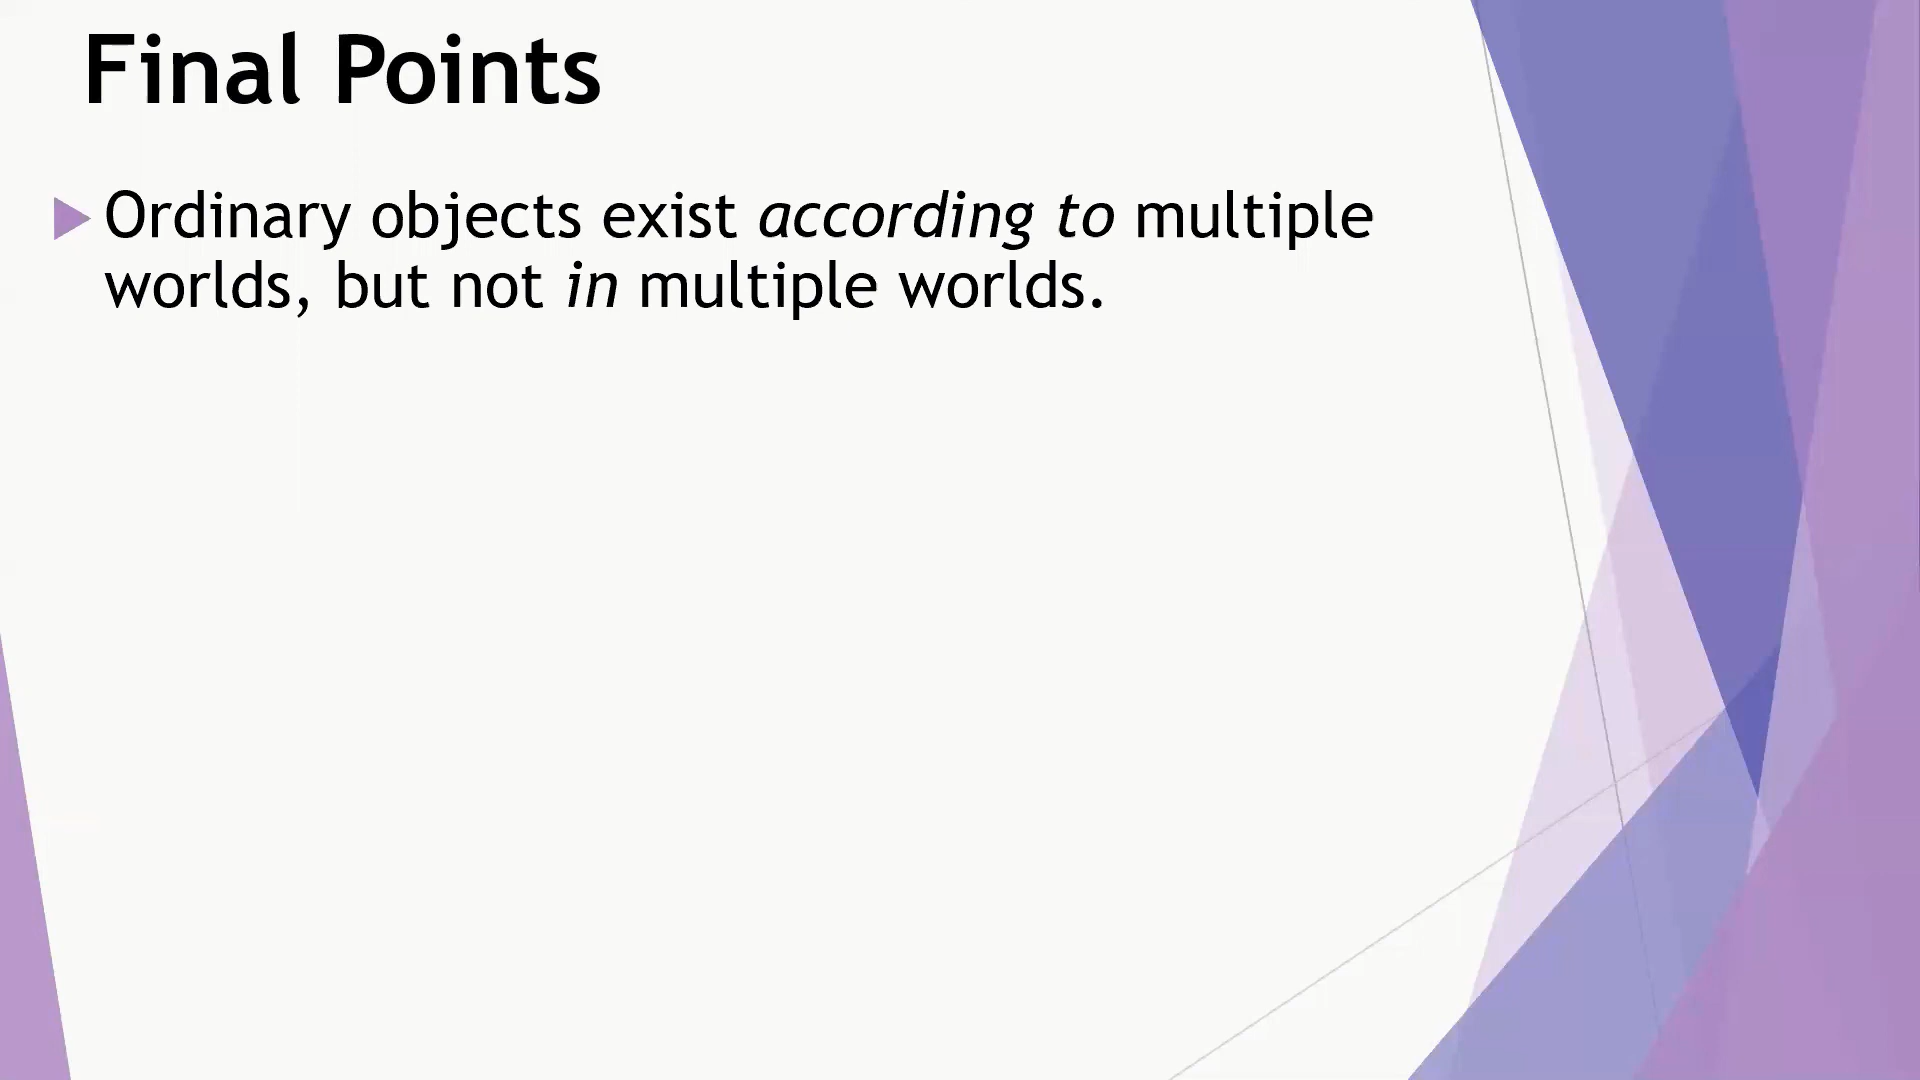 Final Points
Ordinary objects exist according to multiple
worlds, but not in multiple worlds.